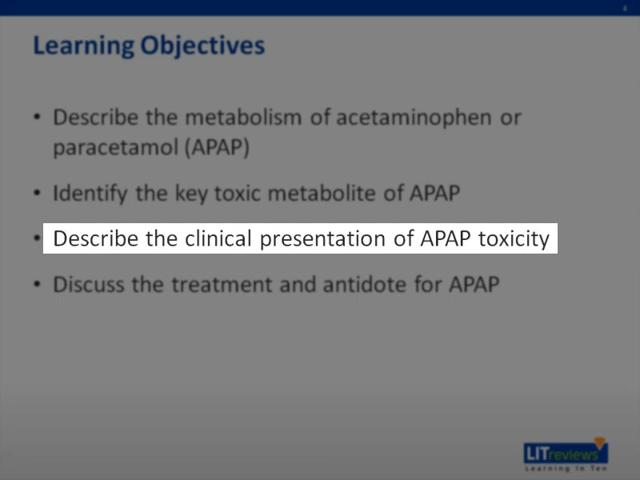 4
Learning Objectives
• Describe the metabolism of acetaminophen or
paracetamol (APAP)
• Identify the key toxic metabolite of APAP
• Describe the clinical presentation of APAP toxicity
• Discuss the treatment and antidote for APAP
LITreviews
Learning In Ten